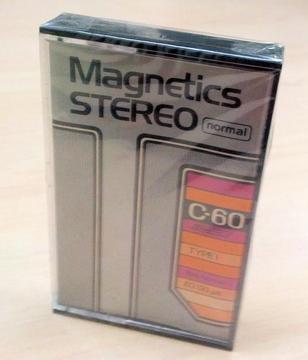 Magnetics
STEREO normal
C-60
TYPE I